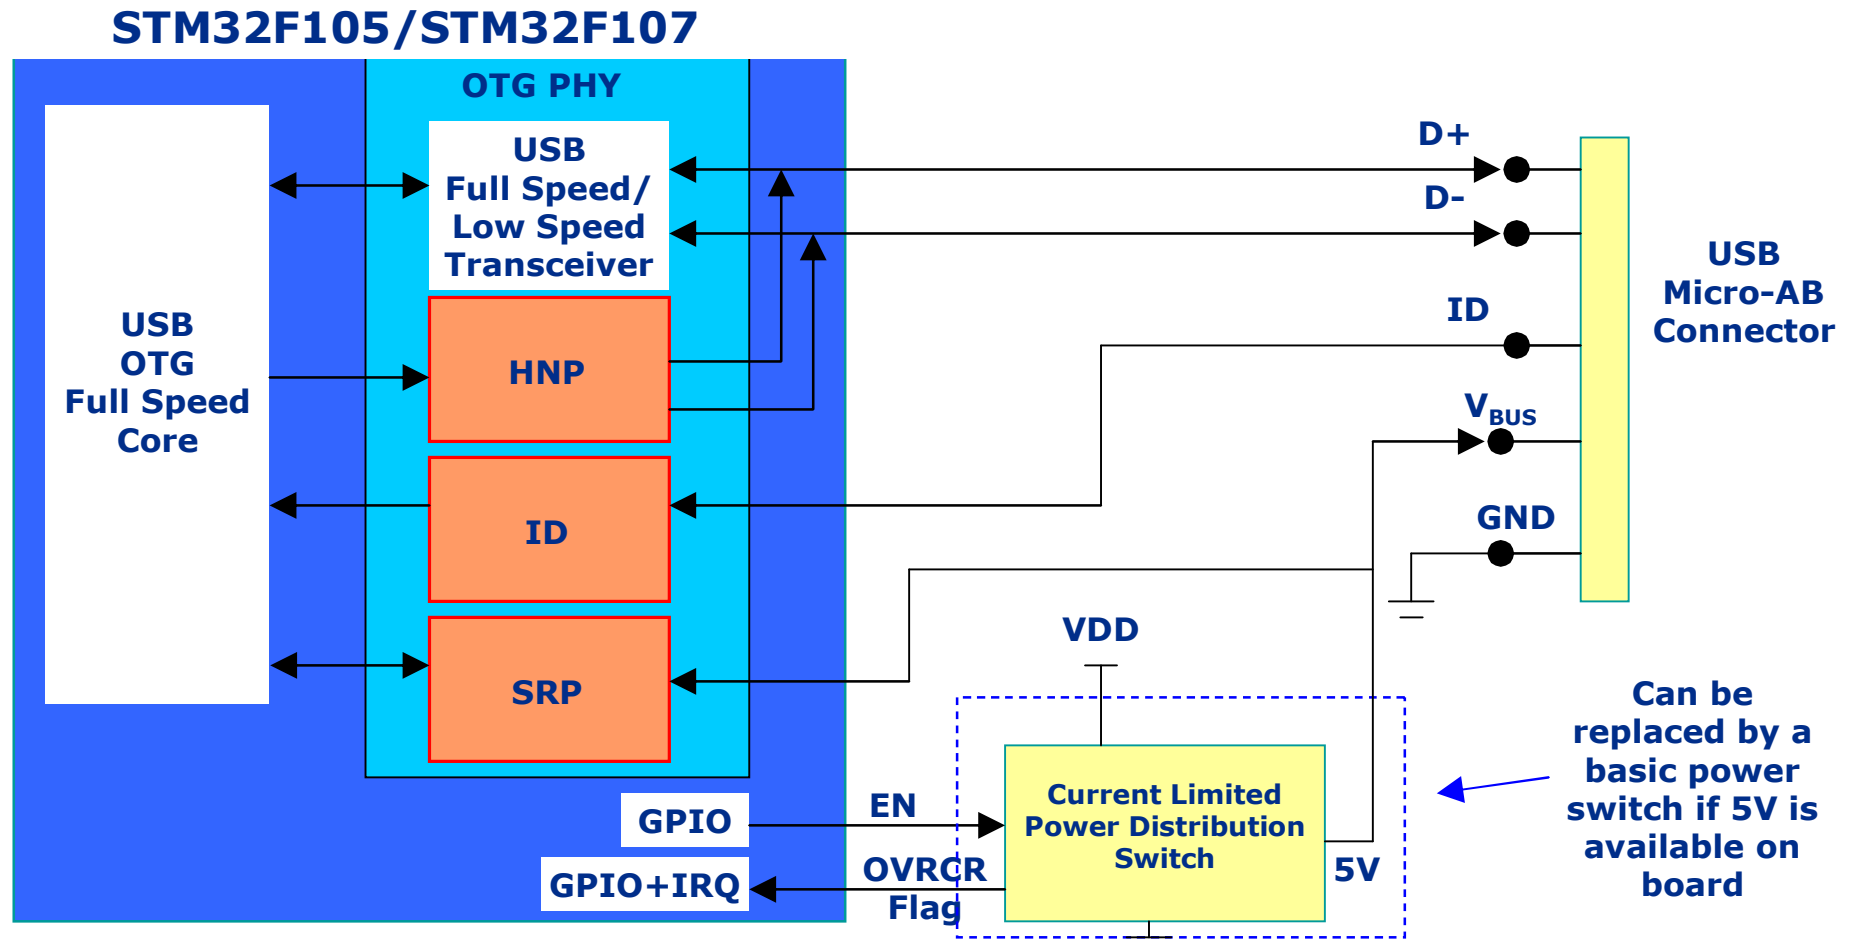 STM32F105/STM32F107
OTG PHY
USB
Full Speed/
Low Speed
Transceiver
HNP
ID
SRP
USB
OTG
Full Speed
Core
GPIO
GPIO+IRQ
EN
OVRCR
Flag
D+
D-
ID
VBUS
GND
USB
Micro-AB
Connector
VDD
Current Limited
Power Distribution
Switch
5V
Can be
replaced by a
basic power
switch if 5V is
available on
board